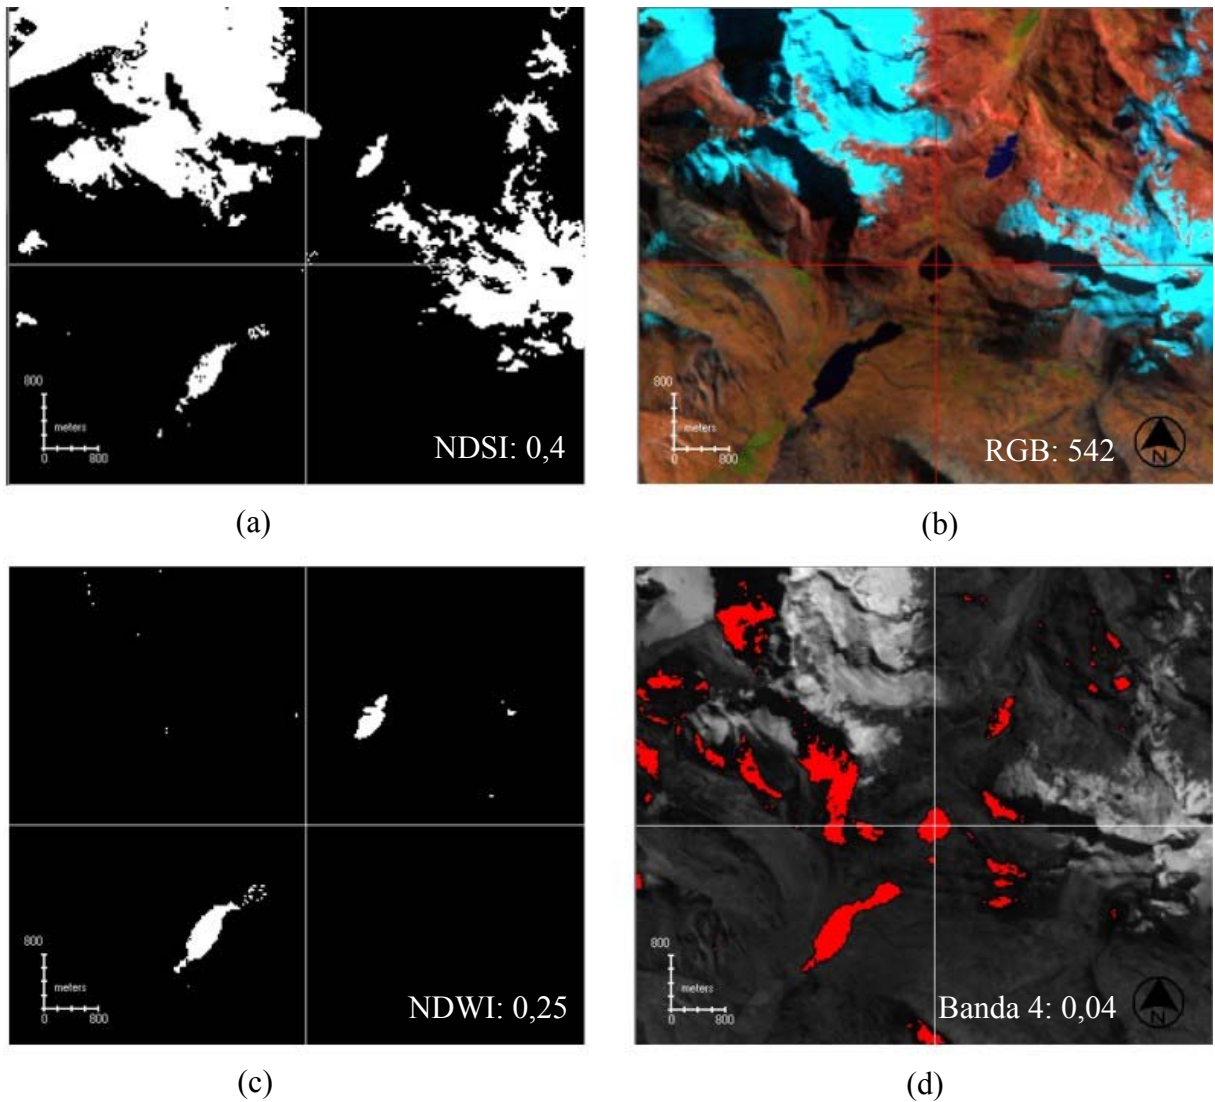 800
meters
0 800
NDSI: 0,4
800
meters
0 800
RGB: 542
N
(a)
(b)
800
meters
0 800
NDWI: 0,25
800
meters
0 800
Banda 4: 0,04
N
(c)
(d)